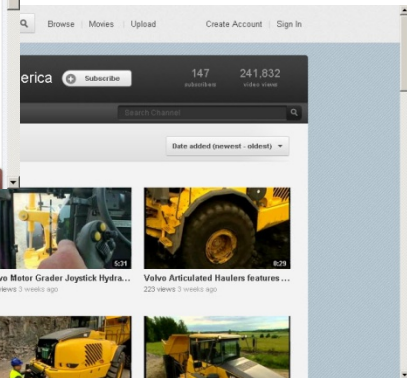 Browse Movies Upload Create Account Sign In
erica Subscribe 147 241,832
subscribers video views
Search Channel
Date added (newest - oldest)
5:31 8:29
vo Motor Grader Joystick Hydra... Volvo Articulated Haulers features ...
views 3 weeks ago 223 views 3 weeks ago